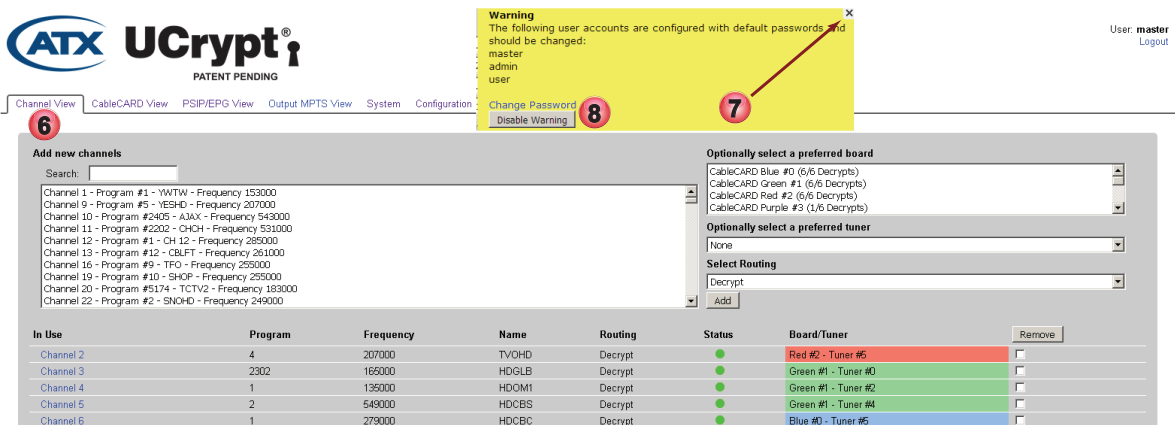 ATX UCrypt®
PATENT PENDING
Warning
The following user accounts are configured with default passwords and
should be changed:
master
admin
user
Change Password
Disable Warning
8
7
User: master
Logout
Channel View
CableCARD View
PSIP/EPG View
Output MPTS View
System
Configuration
6
Add new channels
Search:
Channel 1 - Program #1 - YWTW - Frequency 153000
Channel 9 - Program #5 - YESHD - Frequency 207000
Channel 10 - Program #2405 - AJAX - Frequency 543000
Channel 11 - Program #2202 - CHCH - Frequency 531000
Channel 12 - Program #1 - CH 12 - Frequency 285000
Channel 13 - Program #12 - CBLFT - Frequency 261000
Channel 16 - Program #9 - TFO - Frequency 255000
Channel 19 - Program #10 - SHOP - Frequency 255000
Channel 20 - Program #5174 - TCTV2 - Frequency 183000
Channel 22 - Program #2 - SNOHD - Frequency 249000
Optionally select a preferred board
CableCARD Blue #0 (6/6 Decrypts)
CableCARD Green #1 (6/6 Decrypts)
CableCARD Red #2 (6/6 Decrypts)
CableCARD Purple #3 (1/6 Decrypts)
Optionally select a preferred tuner
None
Select Routing
Decrypt
Add
In Use Program Frequency Name Routing Status Board/Tuner Remove
Channel 2 4 207000 TVOHD Decrypt Red #2 - Tuner #5
Channel 3 2302 165000 HDGLB Decrypt Green #1 - Tuner #0
Channel 4 1 135000 HDOM1 Decrypt Green #1 - Tuner #2
Channel 5 2 549000 HDCBS Decrypt Green #1 - Tuner #4
Channel 6 1 279000 HDCBC Decrypt Blue #0 - Tuner #5